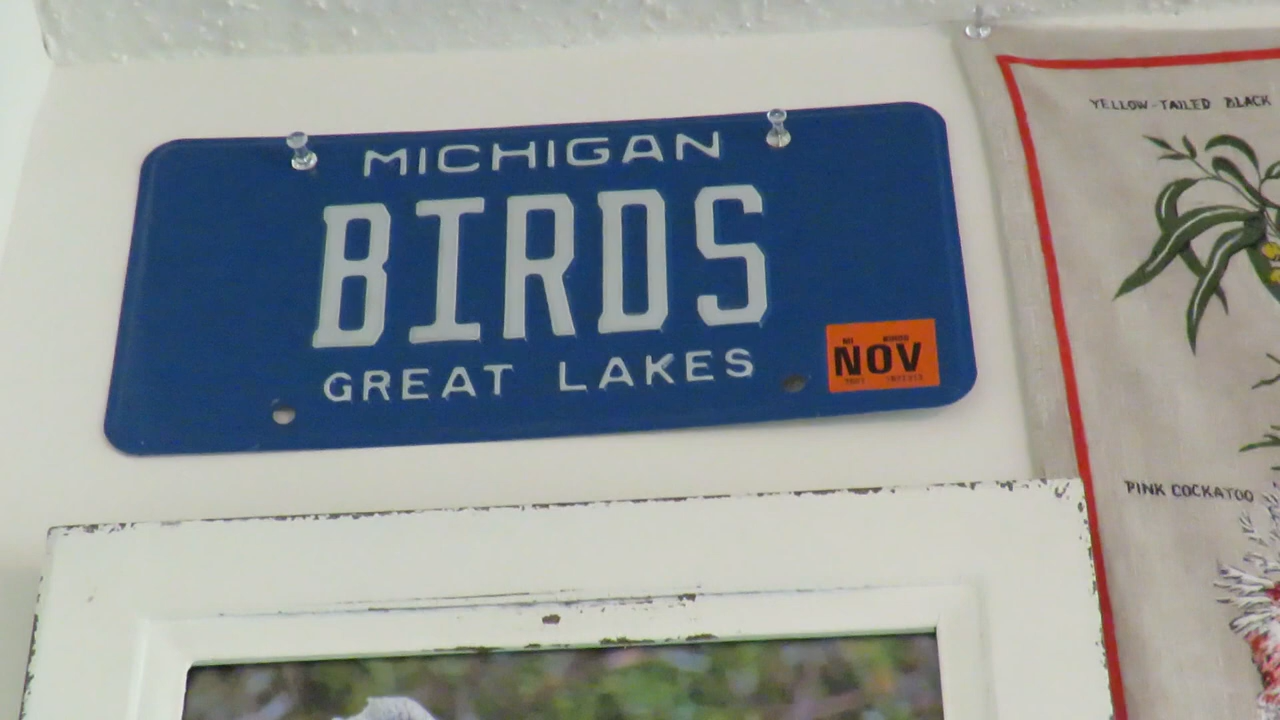 MICHIGAN
BIRDS
GREAT LAKES
NOV
YELLOW-TAILED BLACK
PINK COCKATOO